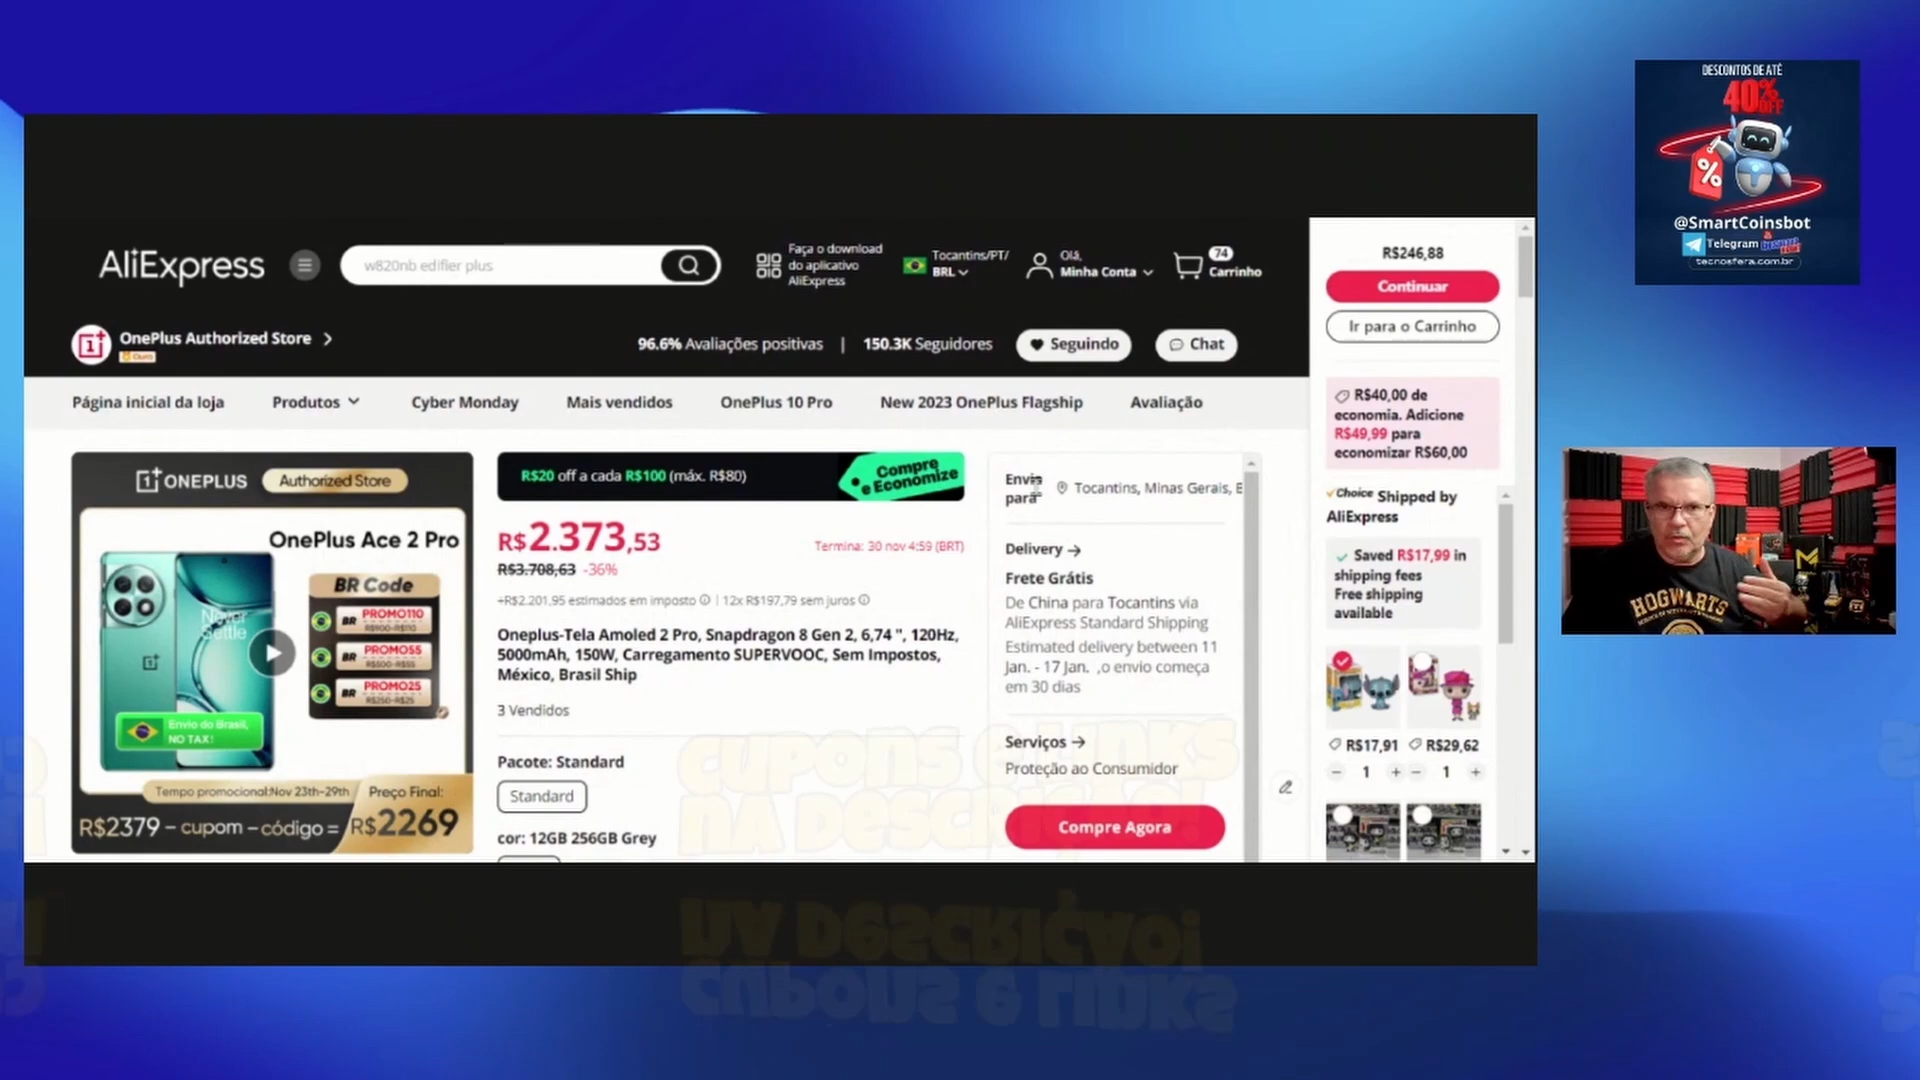 DESCONTOS DE ATÉ
40%
OFF
%
@SmartCoinsbot
Telegram
tecnosfera.com.br
AliExpress
w820nb edifier plus
Faça o download
do aplicativo
AliExpress
Tocantins/PT/
BRL
Olá,
Minha Conta
74
Carrinho
OnePlus Authorized Store
Ouro
96.6% Avaliações positivas | 150.3K Seguidores
Seguindo
Chat
Página inicial da loja
Produtos
Cyber Monday
Mais vendidos
OnePlus 10 Pro
New 2023 OnePlus Flagship
Avaliação
ONEPLUS
Authorized Store
OnePlus Ace 2 Pro
Never
Settle
BR Code
BR PROMO110
BR PROMO55
BR PROMO25
Envio do Brasil,
NO TAX!
Tempo promocional:Nov 23th-29th
Preço Final:
R$2379 – cupom – código = R$2269
R$20 off a cada R$100 (máx. R$80)
Compre
e Economize
R$2.373,53
Termina: 30 nov 4:59 (BRT)
R$3.708,63 -36%
+R$2.201,95 estimados em imposto | 12x R$197,79 sem juros
Oneplus-Tela Amoled 2 Pro, Snapdragon 8 Gen 2, 6,74 ", 120Hz,
5000mAh, 150W, Carregamento SUPERVOOC, Sem Impostos,
México, Brasil Ship
3 Vendidos
Pacote: Standard
Standard
cor: 12GB 256GB Grey
Envio
para
Tocantins, Minas Gerais, E
Delivery
Frete Grátis
De China para Tocantins via
AliExpress Standard Shipping
Estimated delivery between 11
Jan. - 17 Jan. ,o envio começa
em 30 dias
Serviços
Proteção ao Consumidor
Compre Agora
R$246,88
Continuar
Ir para o Carrinho
R$40,00 de
economia. Adicione
R$49,99 para
economizar R$60,00
Choice Shipped by
AliExpress
Saved R$17,99 in
shipping fees
Free shipping
available
R$17,91
R$29,62
1
1
HOGWARTS
CUPONS e LINKS
NA DESCRIÇÃO!